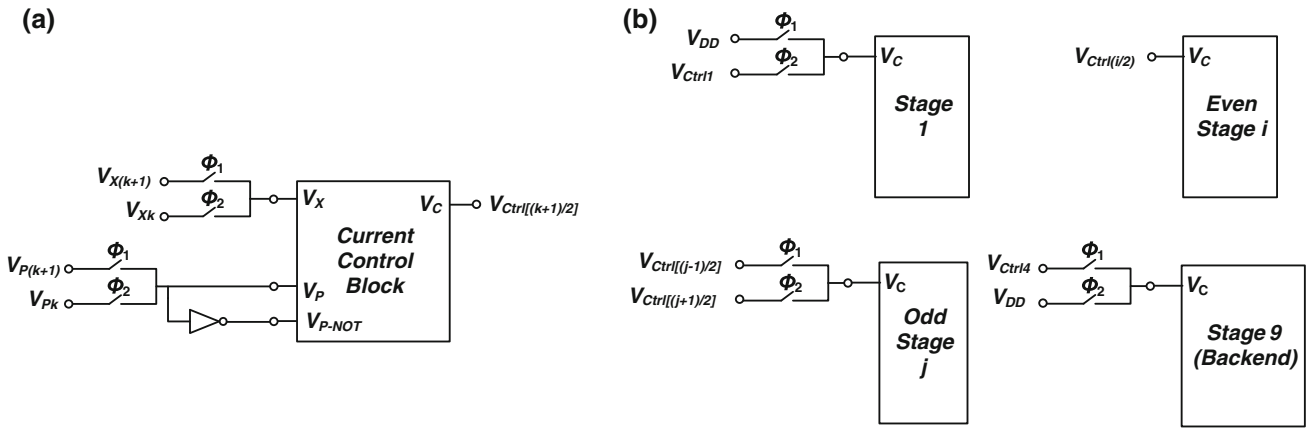 (a)
Φ1
VX(k+1)
Φ2
VXk
VX
VC
VCtrl[(k+1)/2]
Current
Control
Block
Φ1
VP(k+1)
Φ2
VPk
VP
VP-NOT
(b)
Φ1
VDD
Φ2
VCtrl1
VC
Stage
1
VCtrl(i/2)
VC
Even
Stage i
Φ1
VCtrl[(j-1)/2]
Φ2
VCtrl[(j+1)/2]
VC
Odd
Stage
j
Φ1
VCtrl4
Φ2
VDD
VC
Stage 9
(Backend)